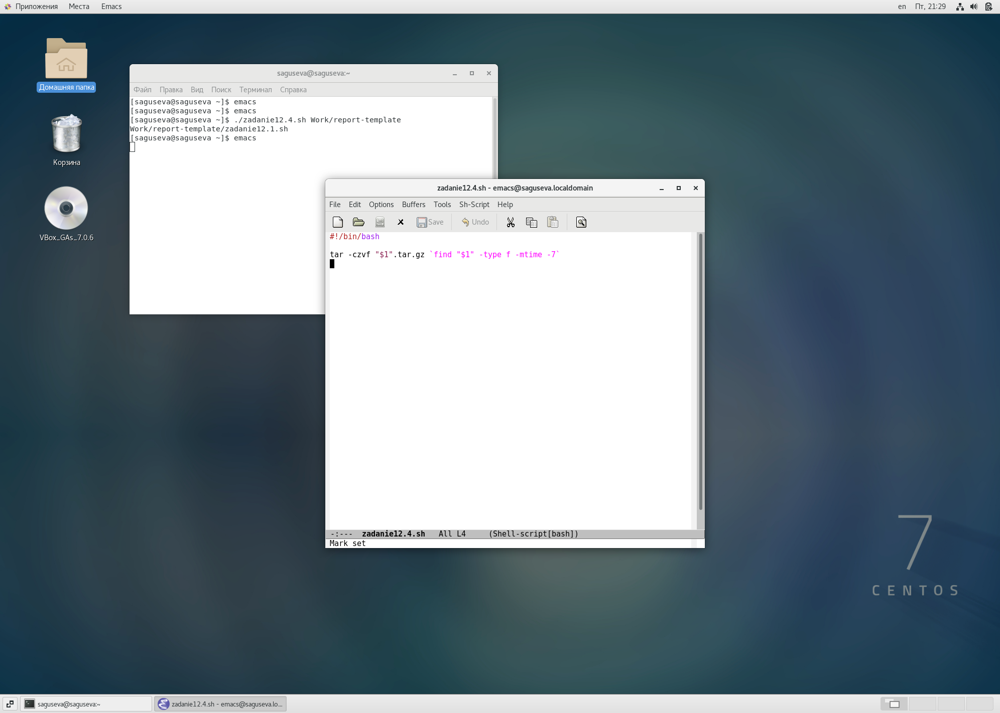 Приложения Места Emacs
en Пт, 21:29
Домашняя папка
Корзина
VBox_GAs_7.0.6
saguseva@saguseva:~
Файл Правка Вид Поиск Терминал Справка
[saguseva@saguseva ~]$ emacs
[saguseva@saguseva ~]$ emacs
[saguseva@saguseva ~]$ ./zadanie12.4.sh Work/report-template
Work/report-template/zadanie12.1.sh
[saguseva@saguseva ~]$ emacs
zadanie12.4.sh - emacs@saguseva.localdomain
File Edit Options Buffers Tools Sh-Script Help
Save Undo
#!/bin/bash
tar -czvf "$1".tar.gz `find "$1" -type f -mtime -7`
-:--- zadanie12.4.sh All L4 (Shell-script[bash])
Mark set
7
CENTOS
saguseva@saguseva:~
zadanie12.4.sh - emacs@saguseva.lo...